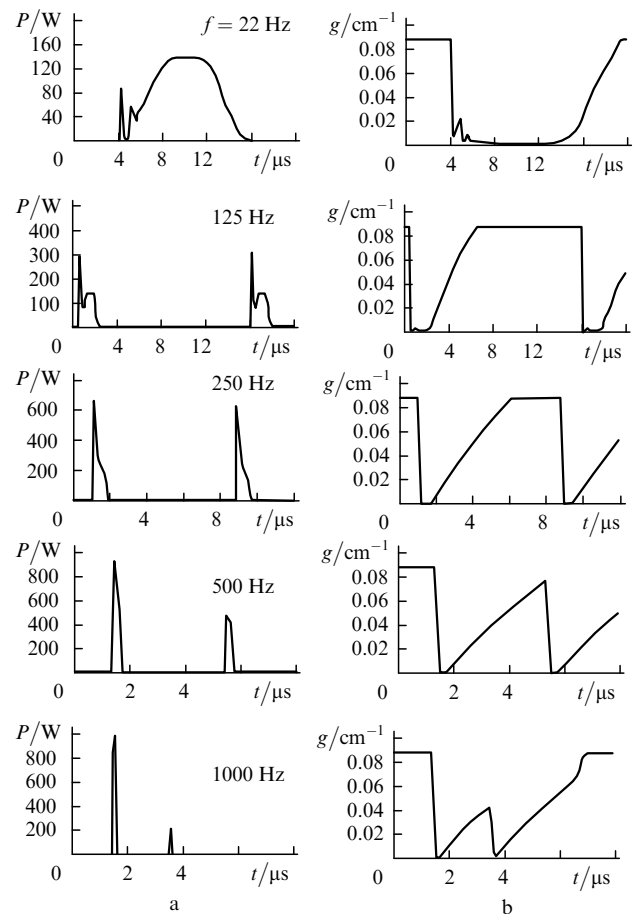 P/W f = 22 Hz g/cm⁻¹
160 0.08
120 0.06
80 0.04
40 0.02
0 4 8 12 t/μs 0 4 8 12 t/μs
P/W 125 Hz g/cm⁻¹
400 0.08
300 0.06
200 0.04
100 0.02
0 4 8 12 t/μs 0 4 8 12 t/μs
P/W 250 Hz g/cm⁻¹
600 0.08
400 0.06
200 0.04
0.02
0 4 8 t/μs 0 4 8 t/μs
P/W 500 Hz g/cm⁻¹
800 0.08
600 0.06
400 0.04
200 0.02
0 2 4 t/μs 0 2 4 t/μs
P/W 1000 Hz g/cm⁻¹
800 0.08
600 0.06
400 0.04
200 0.02
0 2 4 t/μs 0 2 4 t/μs
a b